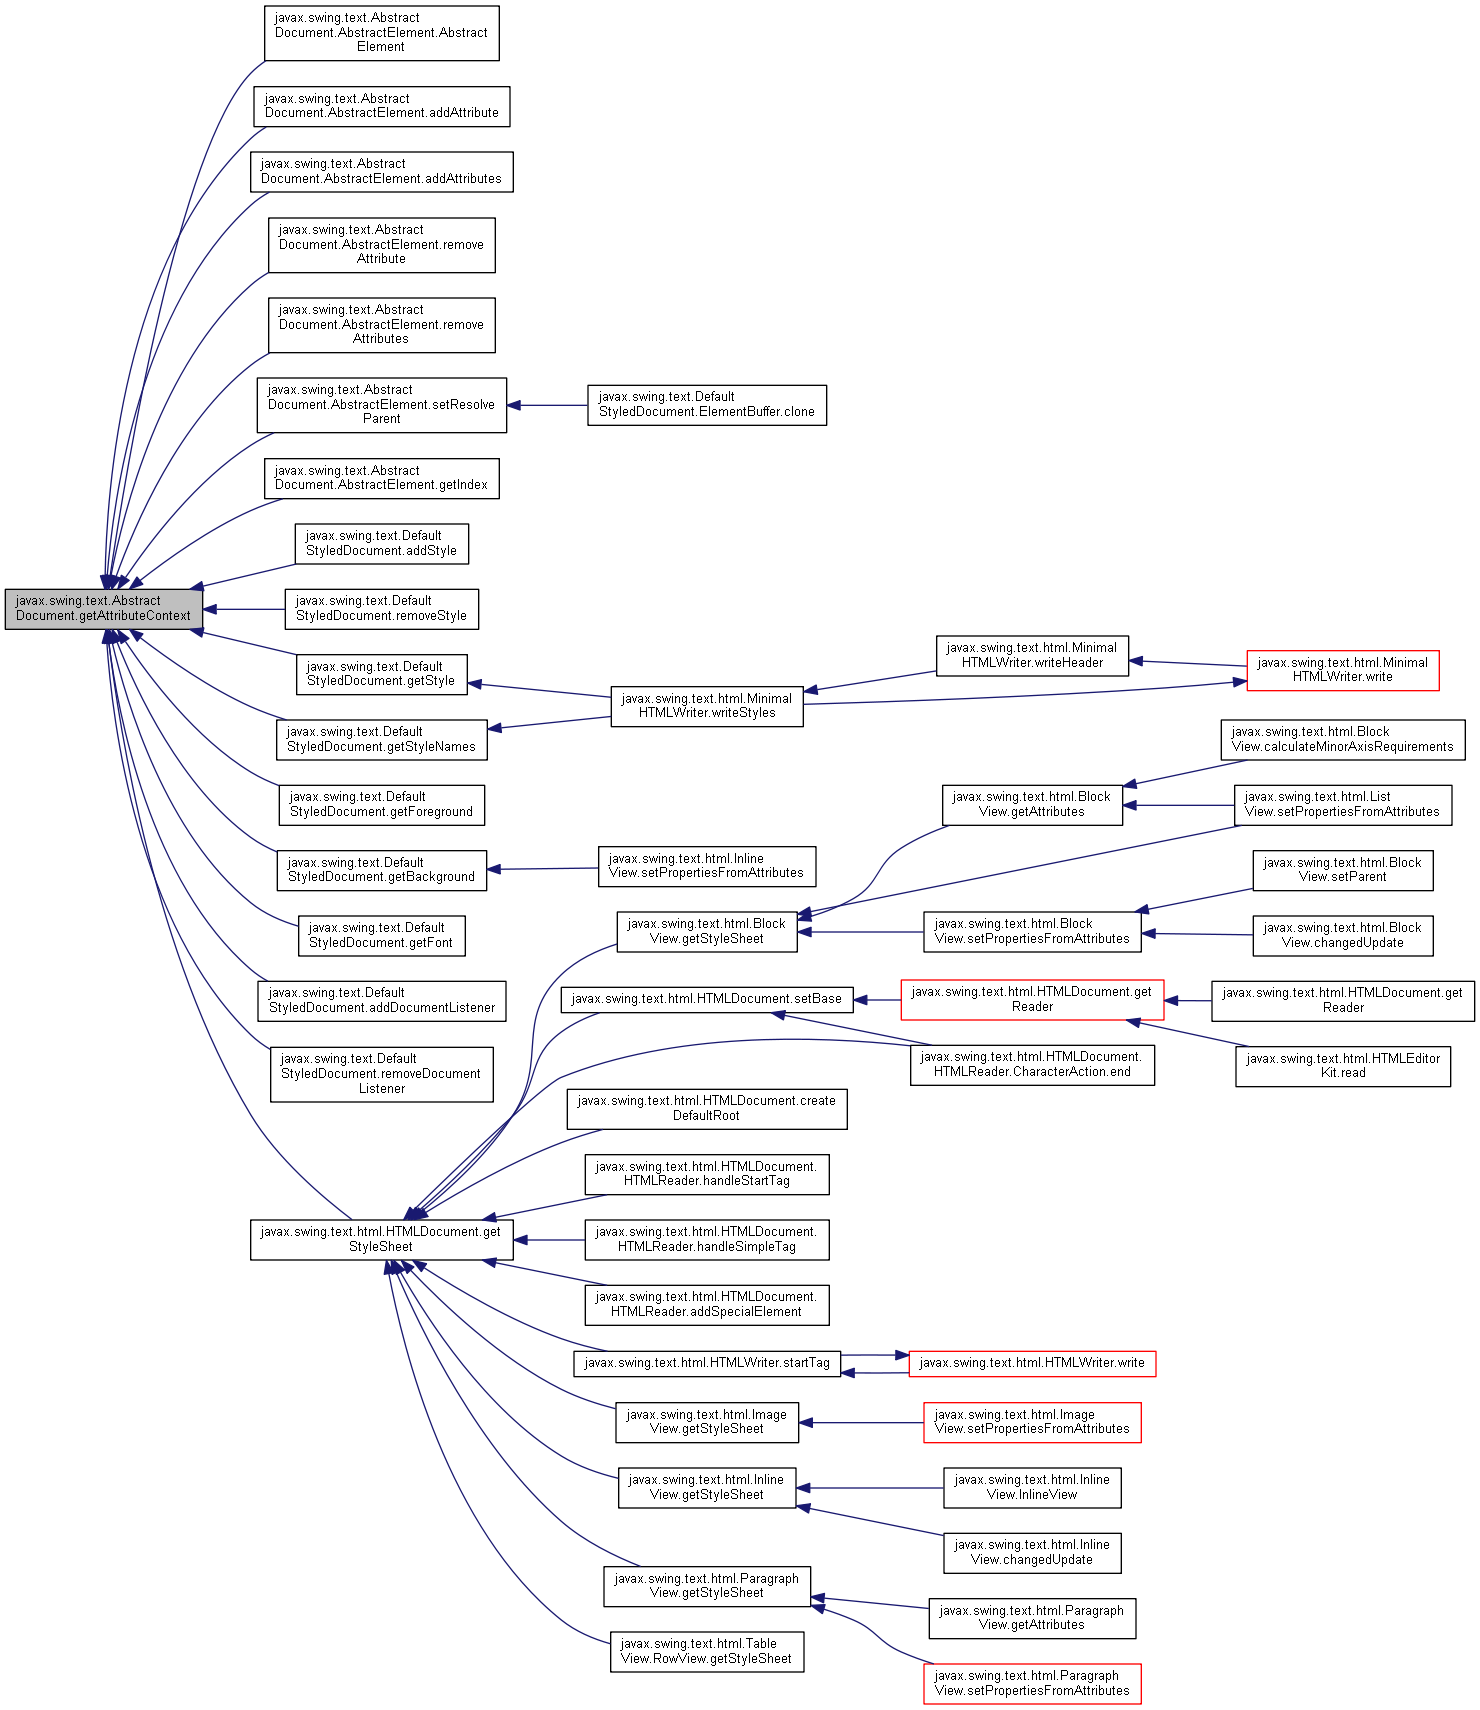 javax.swing.text.Abstract
Document.AbstractElement.Abstract
Element
javax.swing.text.Abstract
Document.AbstractElement.addAttribute
javax.swing.text.Abstract
Document.AbstractElement.addAttributes
javax.swing.text.Abstract
Document.AbstractElement.remove
Attribute
javax.swing.text.Abstract
Document.AbstractElement.remove
Attributes
javax.swing.text.Abstract
Document.AbstractElement.setResolve
Parent
javax.swing.text.Default
StyledDocument.ElementBuffer.clone
javax.swing.text.Abstract
Document.AbstractElement.getIndex
javax.swing.text.Default
StyledDocument.addStyle
javax.swing.text.Abstract
Document.getAttributeContext
javax.swing.text.Default
StyledDocument.removeStyle
javax.swing.text.Default
StyledDocument.getStyle
javax.swing.text.html.Minimal
HTMLWriter.writeHeader
javax.swing.text.html.Minimal
HTMLWriter.write
javax.swing.text.html.Minimal
HTMLWriter.writeStyles
javax.swing.text.Default
StyledDocument.getStyleNames
javax.swing.text.html.Block
View.calculateMinorAxisRequirements
javax.swing.text.Default
StyledDocument.getForeground
javax.swing.text.html.Block
View.getAttributes
javax.swing.text.html.List
View.setPropertiesFromAttributes
javax.swing.text.Default
StyledDocument.getBackground
javax.swing.text.html.Inline
View.setPropertiesFromAttributes
javax.swing.text.html.Block
View.setParent
javax.swing.text.Default
StyledDocument.getFont
javax.swing.text.html.Block
View.getStyleSheet
javax.swing.text.html.Block
View.setPropertiesFromAttributes
javax.swing.text.html.Block
View.changedUpdate
javax.swing.text.Default
StyledDocument.addDocumentListener
javax.swing.text.html.HTMLDocument.setBase
javax.swing.text.html.HTMLDocument.get
Reader
javax.swing.text.html.HTMLDocument.get
Reader
javax.swing.text.Default
StyledDocument.removeDocument
Listener
javax.swing.text.html.HTMLDocument.
HTMLReader.CharacterAction.end
javax.swing.text.html.HTMLEditor
Kit.read
javax.swing.text.html.HTMLDocument.create
DefaultRoot
javax.swing.text.html.HTMLDocument.
HTMLReader.handleStartTag
javax.swing.text.html.HTMLDocument.get
StyleSheet
javax.swing.text.html.HTMLDocument.
HTMLReader.handleSimpleTag
javax.swing.text.html.HTMLDocument.
HTMLReader.addSpecialElement
javax.swing.text.html.HTMLWriter.startTag
javax.swing.text.html.HTMLWriter.write
javax.swing.text.html.Image
View.getStyleSheet
javax.swing.text.html.Image
View.setPropertiesFromAttributes
javax.swing.text.html.Inline
View.getStyleSheet
javax.swing.text.html.Inline
View.InlineView
javax.swing.text.html.Inline
View.changedUpdate
javax.swing.text.html.Paragraph
View.getStyleSheet
javax.swing.text.html.Paragraph
View.getAttributes
javax.swing.text.html.Table
View.RowView.getStyleSheet
javax.swing.text.html.Paragraph
View.setPropertiesFromAttributes